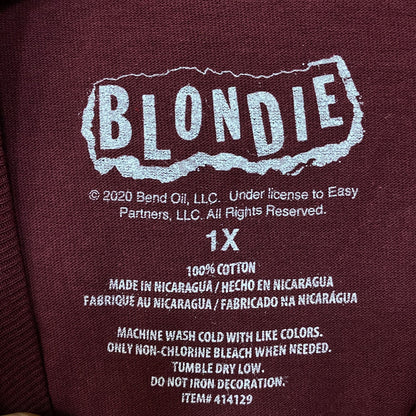 BLONDIE
© 2020 Bend Oil, LLC. Under license to Easy
Partners, LLC. All Rights Reserved.
1X
100% COTTON
MADE IN NICARAGUA / HECHO EN NICARAGUA
FABRIQUE AU NICARAGUA / FABRICADO NA NICARÁGUA
MACHINE WASH COLD WITH LIKE COLORS.
ONLY NON-CHLORINE BLEACH WHEN NEEDED.
TUMBLE DRY LOW.
DO NOT IRON DECORATION.
ITEM# 414129